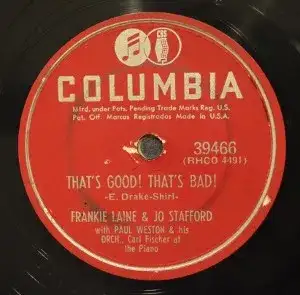 CBS
COLUMBIA
Mfrd. under Pats. Pending Trade Marks Reg. U.S.
Pat. Off. Marcas Registradas Made in U.S.A.
39466
(RHCO 4491)
THAT'S GOOD! THAT'S BAD!
-E. Drake-Shirl-
FRANKIE LAINE & JO STAFFORD
with PAUL WESTON & his
ORCH., Carl Fischer at
the Piano